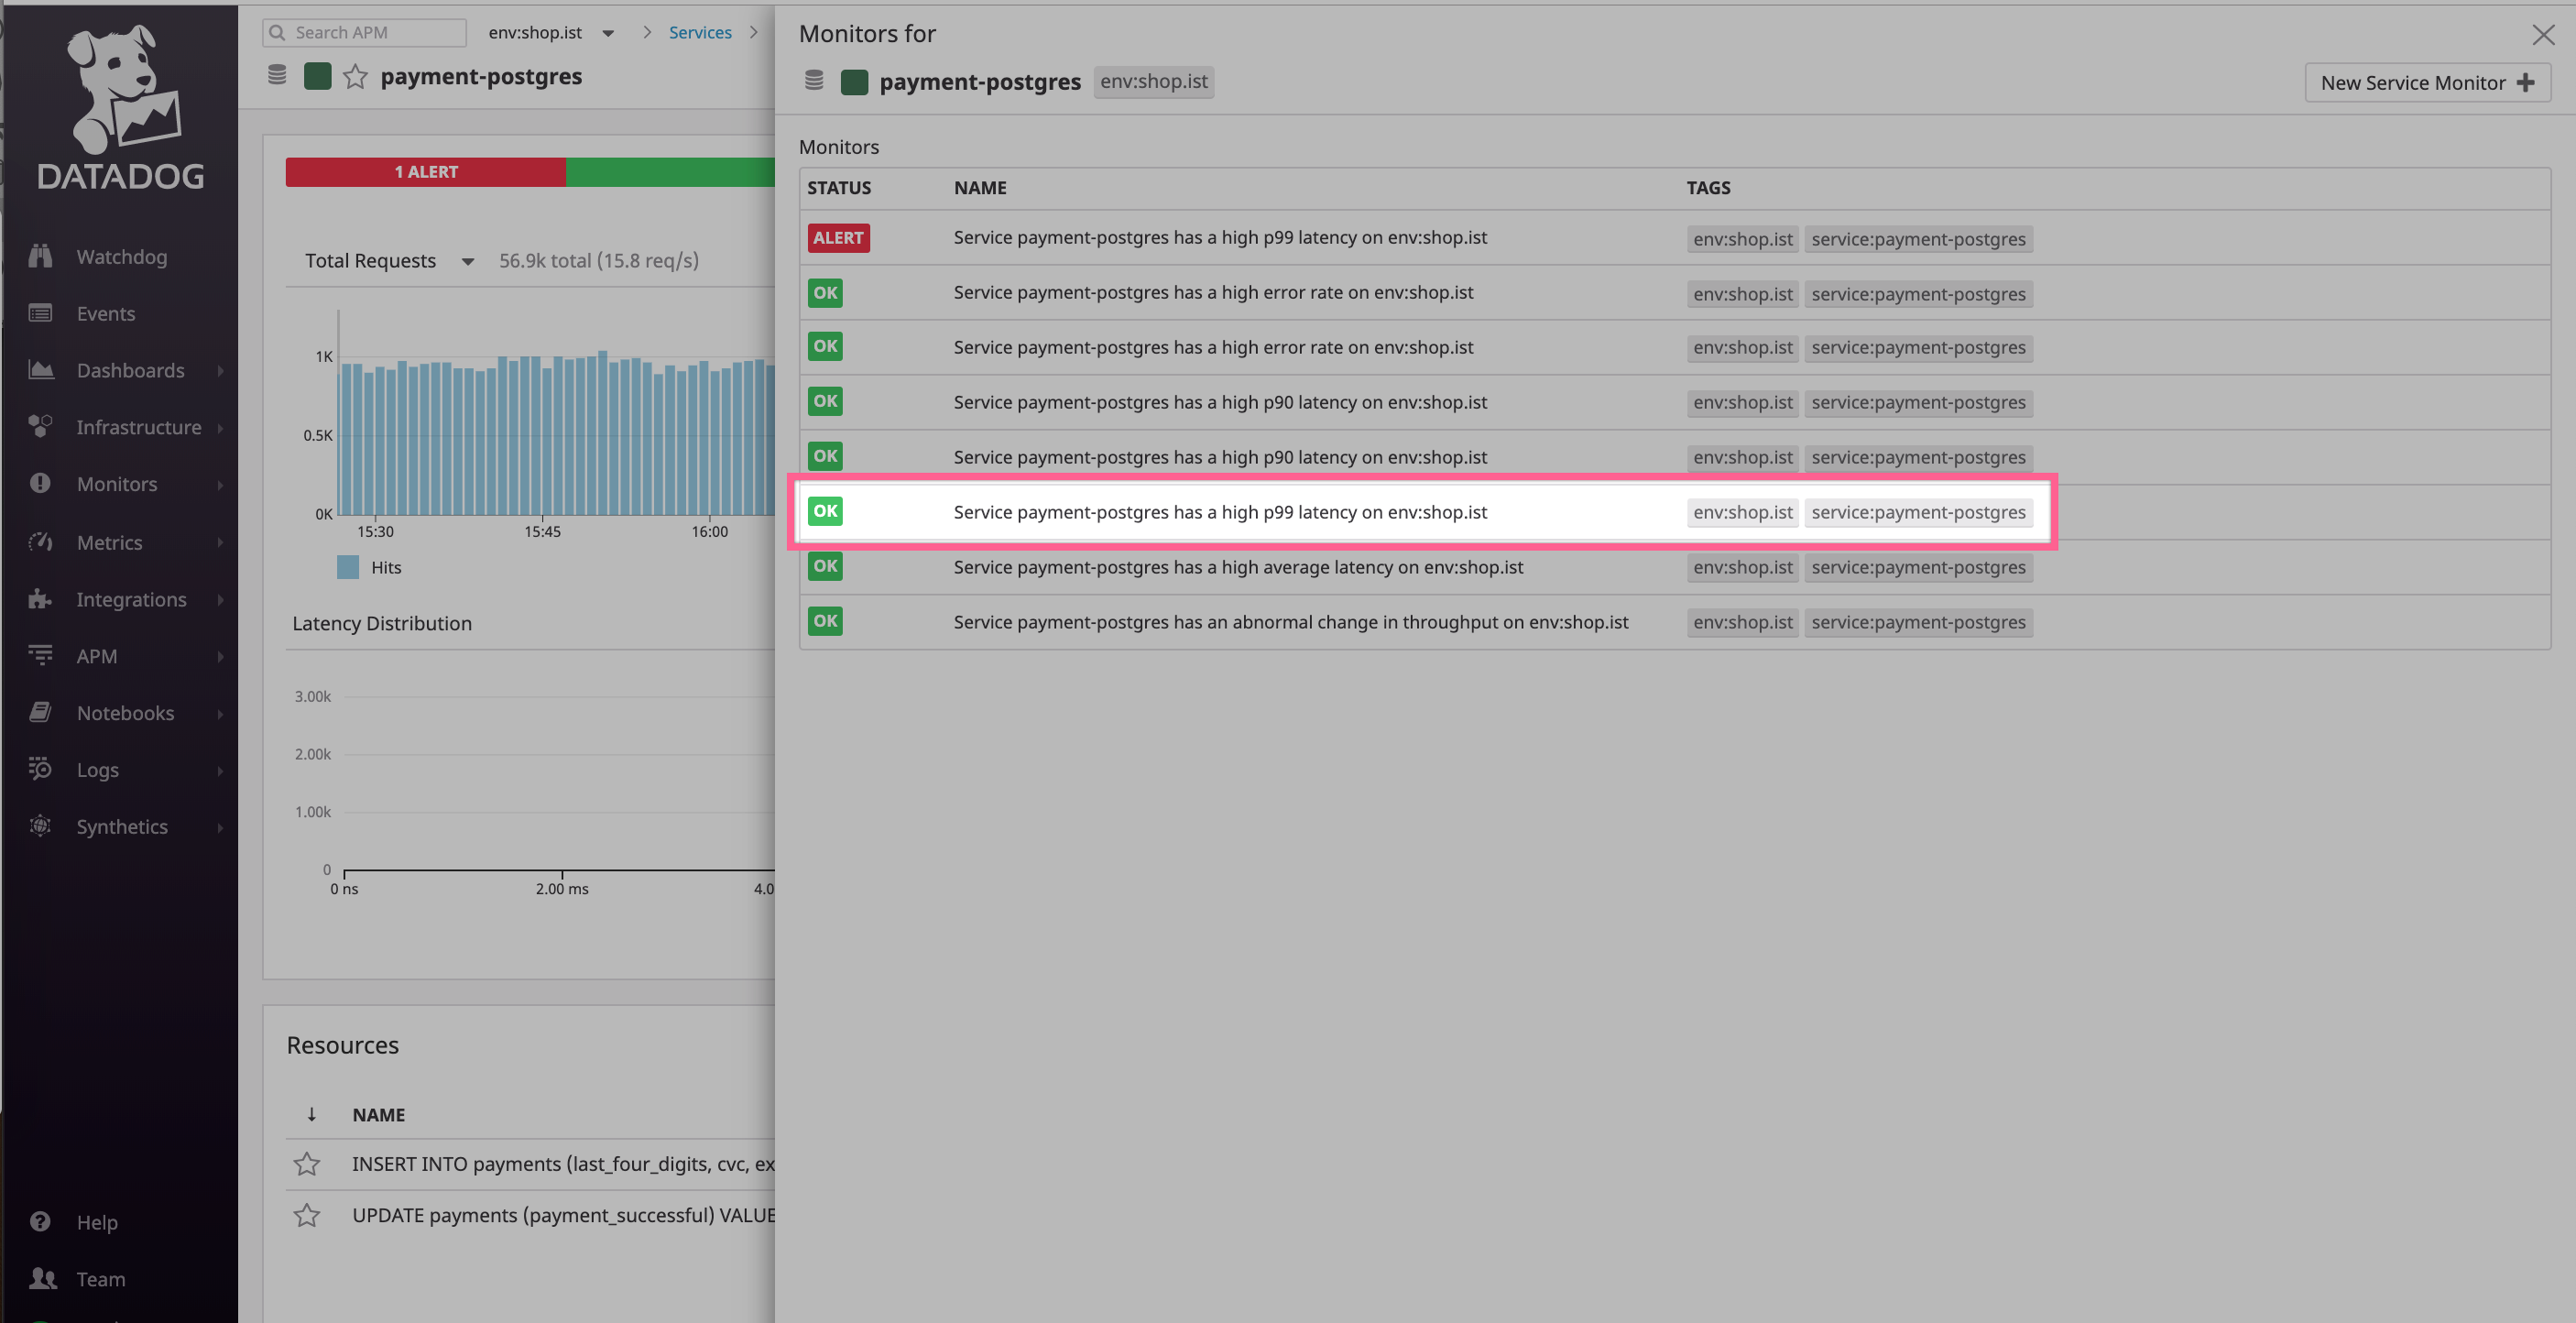 DATADOG
Watchdog
Events
Dashboards
Infrastructure
Monitors
Metrics
Integrations
APM
Notebooks
Logs
Synthetics
Help
Team
Search APM
env:shop.ist
Services
payment-postgres
1 ALERT
Total Requests
56.9k total (15.8 req/s)
1K
0.5K
0K
15:30 15:45 16:00
Hits
Latency Distribution
3.00k
2.00k
1.00k
0
0 ns 2.00 ms 4.0
Resources
↓ NAME
INSERT INTO payments (last_four_digits, cvc, ex
UPDATE payments (payment_successful) VALUE
Monitors for
payment-postgres env:shop.ist
New Service Monitor +
Monitors
STATUS NAME TAGS
ALERT Service payment-postgres has a high p99 latency on env:shop.ist env:shop.ist service:payment-postgres
OK Service payment-postgres has a high error rate on env:shop.ist env:shop.ist service:payment-postgres
OK Service payment-postgres has a high error rate on env:shop.ist env:shop.ist service:payment-postgres
OK Service payment-postgres has a high p90 latency on env:shop.ist env:shop.ist service:payment-postgres
OK Service payment-postgres has a high p90 latency on env:shop.ist env:shop.ist service:payment-postgres
OK Service payment-postgres has a high p99 latency on env:shop.ist env:shop.ist service:payment-postgres
OK Service payment-postgres has a high average latency on env:shop.ist env:shop.ist service:payment-postgres
OK Service payment-postgres has an abnormal change in throughput on env:shop.ist env:shop.ist service:payment-postgres